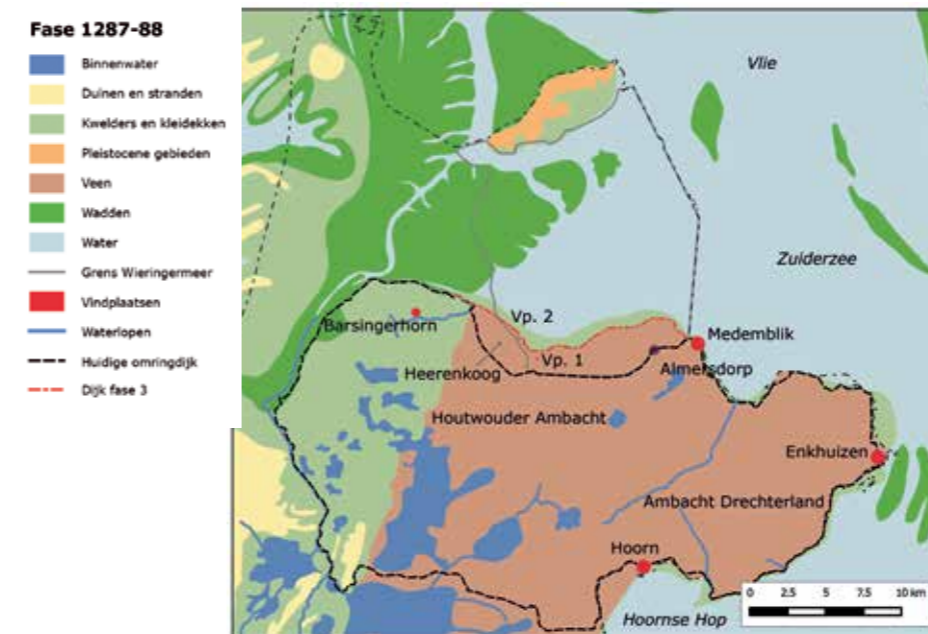 Fase 1287-88
Binnenwater
Duinen en stranden
Kwelders en kleidekken
Pleistocene gebieden
Veen
Wadden
Water
Grens Wieringermeer
Vindplaatsen
Waterlopen
Huidige omringdijk
Dijk fase 3
Vlie
Zuiderzee
Barsingerhorn
Vp. 2
Medemblik
Vp. 1
Heerenkoog
Almersdorp
Houtwouder Ambacht
Enkhuizen
Ambacht Drechterland
Hoorn
0 2.5 5 7.5 10 km
Hoornse Hop